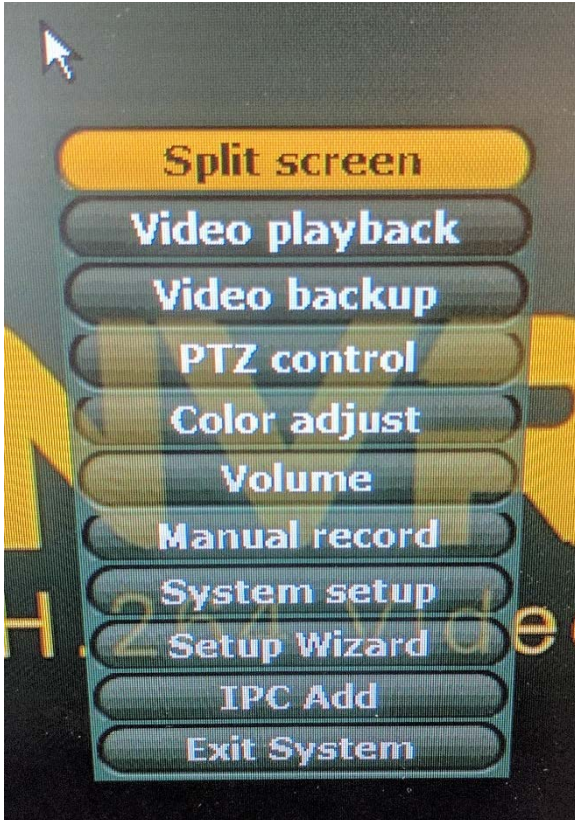 Split screen
Video playback
Video backup
PTZ control
Color adjust
Volume
Manual record
System setup
Setup Wizard
IPC Add
Exit System
NVR
H.264 Vide